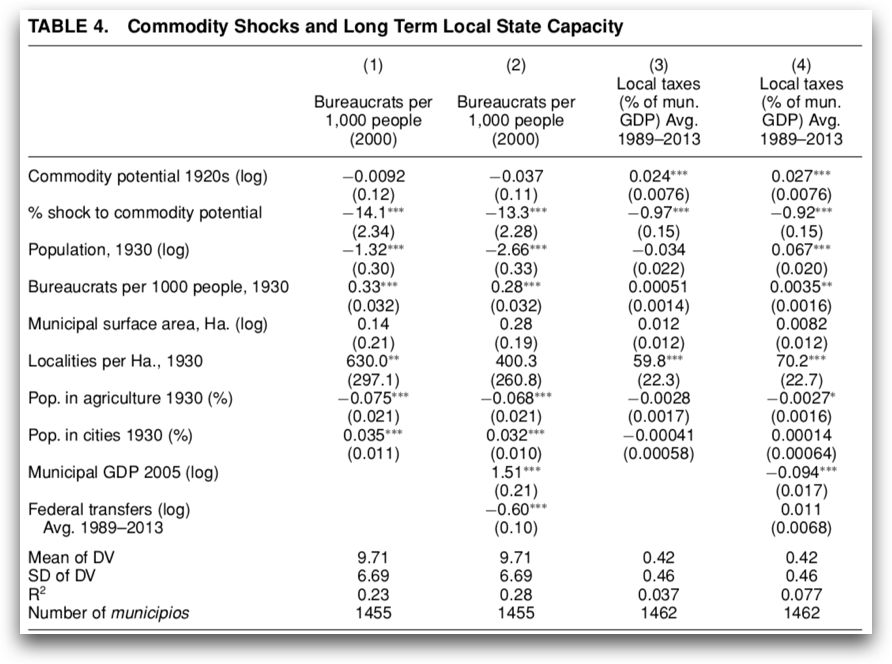 TABLE 4. Commodity Shocks and Long Term Local State Capacity
(1) (2) (3) (4)
Local taxes Local taxes
Bureaucrats per Bureaucrats per (% of mun. (% of mun.
1,000 people 1,000 people GDP) Avg. GDP) Avg.
(2000) (2000) 1989–2013 1989–2013
Commodity potential 1920s (log) −0.0092 −0.037 0.024*** 0.027***
(0.12) (0.11) (0.0076) (0.0076)
% shock to commodity potential −14.1*** −13.3*** −0.97*** −0.92***
(2.34) (2.28) (0.15) (0.15)
Population, 1930 (log) −1.32*** −2.66*** −0.034 0.067***
(0.30) (0.33) (0.022) (0.020)
Bureaucrats per 1000 people, 1930 0.33*** 0.28*** 0.00051 0.0035**
(0.032) (0.032) (0.0014) (0.0016)
Municipal surface area, Ha. (log) 0.14 0.28 0.012 0.0082
(0.21) (0.19) (0.012) (0.012)
Localities per Ha., 1930 630.0** 400.3 59.8*** 70.2***
(297.1) (260.8) (22.3) (22.7)
Pop. in agriculture 1930 (%) −0.075*** −0.068*** −0.0028 −0.0027*
(0.021) (0.021) (0.0017) (0.0016)
Pop. in cities 1930 (%) 0.035*** 0.032*** −0.00041 0.00014
(0.011) (0.010) (0.00058) (0.00064)
Municipal GDP 2005 (log) 1.51*** −0.094***
(0.21) (0.017)
Federal transfers (log) −0.60*** 0.011
Avg. 1989–2013 (0.10) (0.0068)
Mean of DV 9.71 9.71 0.42 0.42
SD of DV 6.69 6.69 0.46 0.46
R² 0.23 0.28 0.037 0.077
Number of municipios 1455 1455 1462 1462